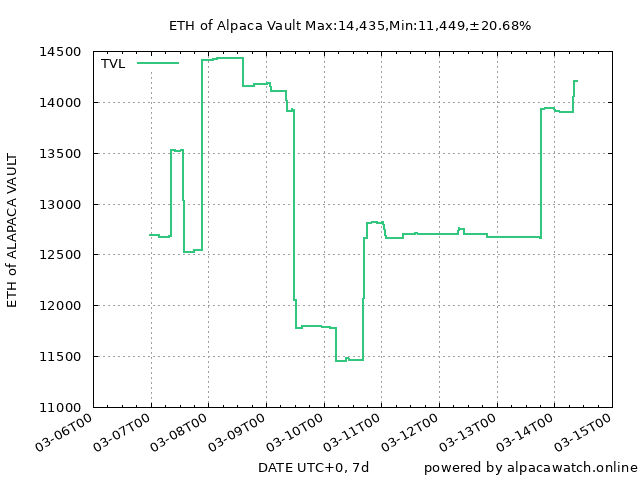 ETH of Alpaca Vault Max:14,435,Min:11,449,±20.68%
TVL
14500
14000
13500
13000
12500
12000
11500
11000
ETH of ALAPACA VAULT
03-06T00
03-07T00
03-08T00
03-09T00
03-10T00
03-11T00
03-12T00
03-13T00
03-14T00
03-15T00
DATE UTC+0, 7d
powered by alpacawatch.online